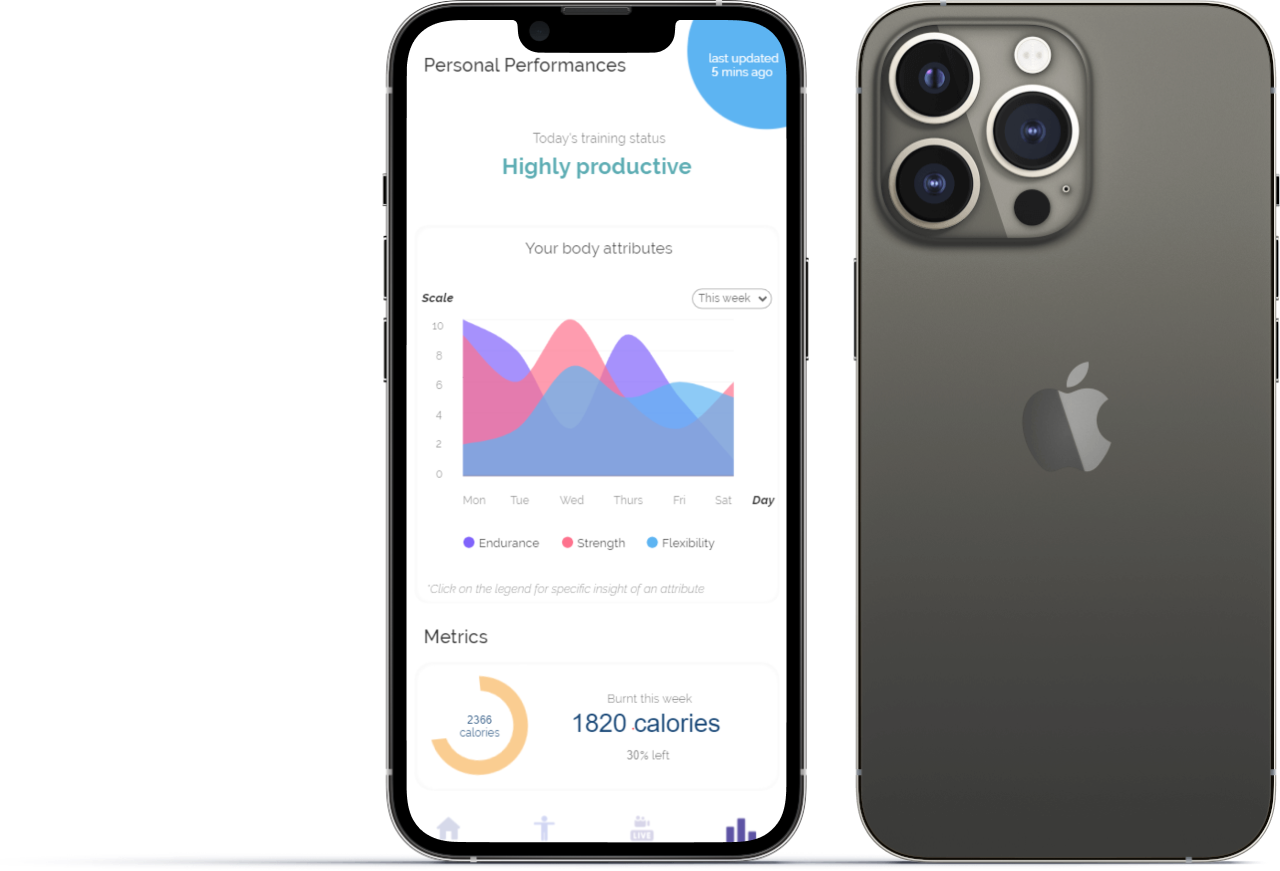 last updated
5 mins ago
Personal Performances
Today's training status
Highly productive
Your body attributes
Scale
This week
10
8
6
4
2
0
Mon Tue Wed Thurs Fri Sat Day
Endurance Strength Flexibility
*Click on the legend for specific insight of an attribute
Metrics
2366
calories
Burnt this week
1820 calories
30% left
LIVE